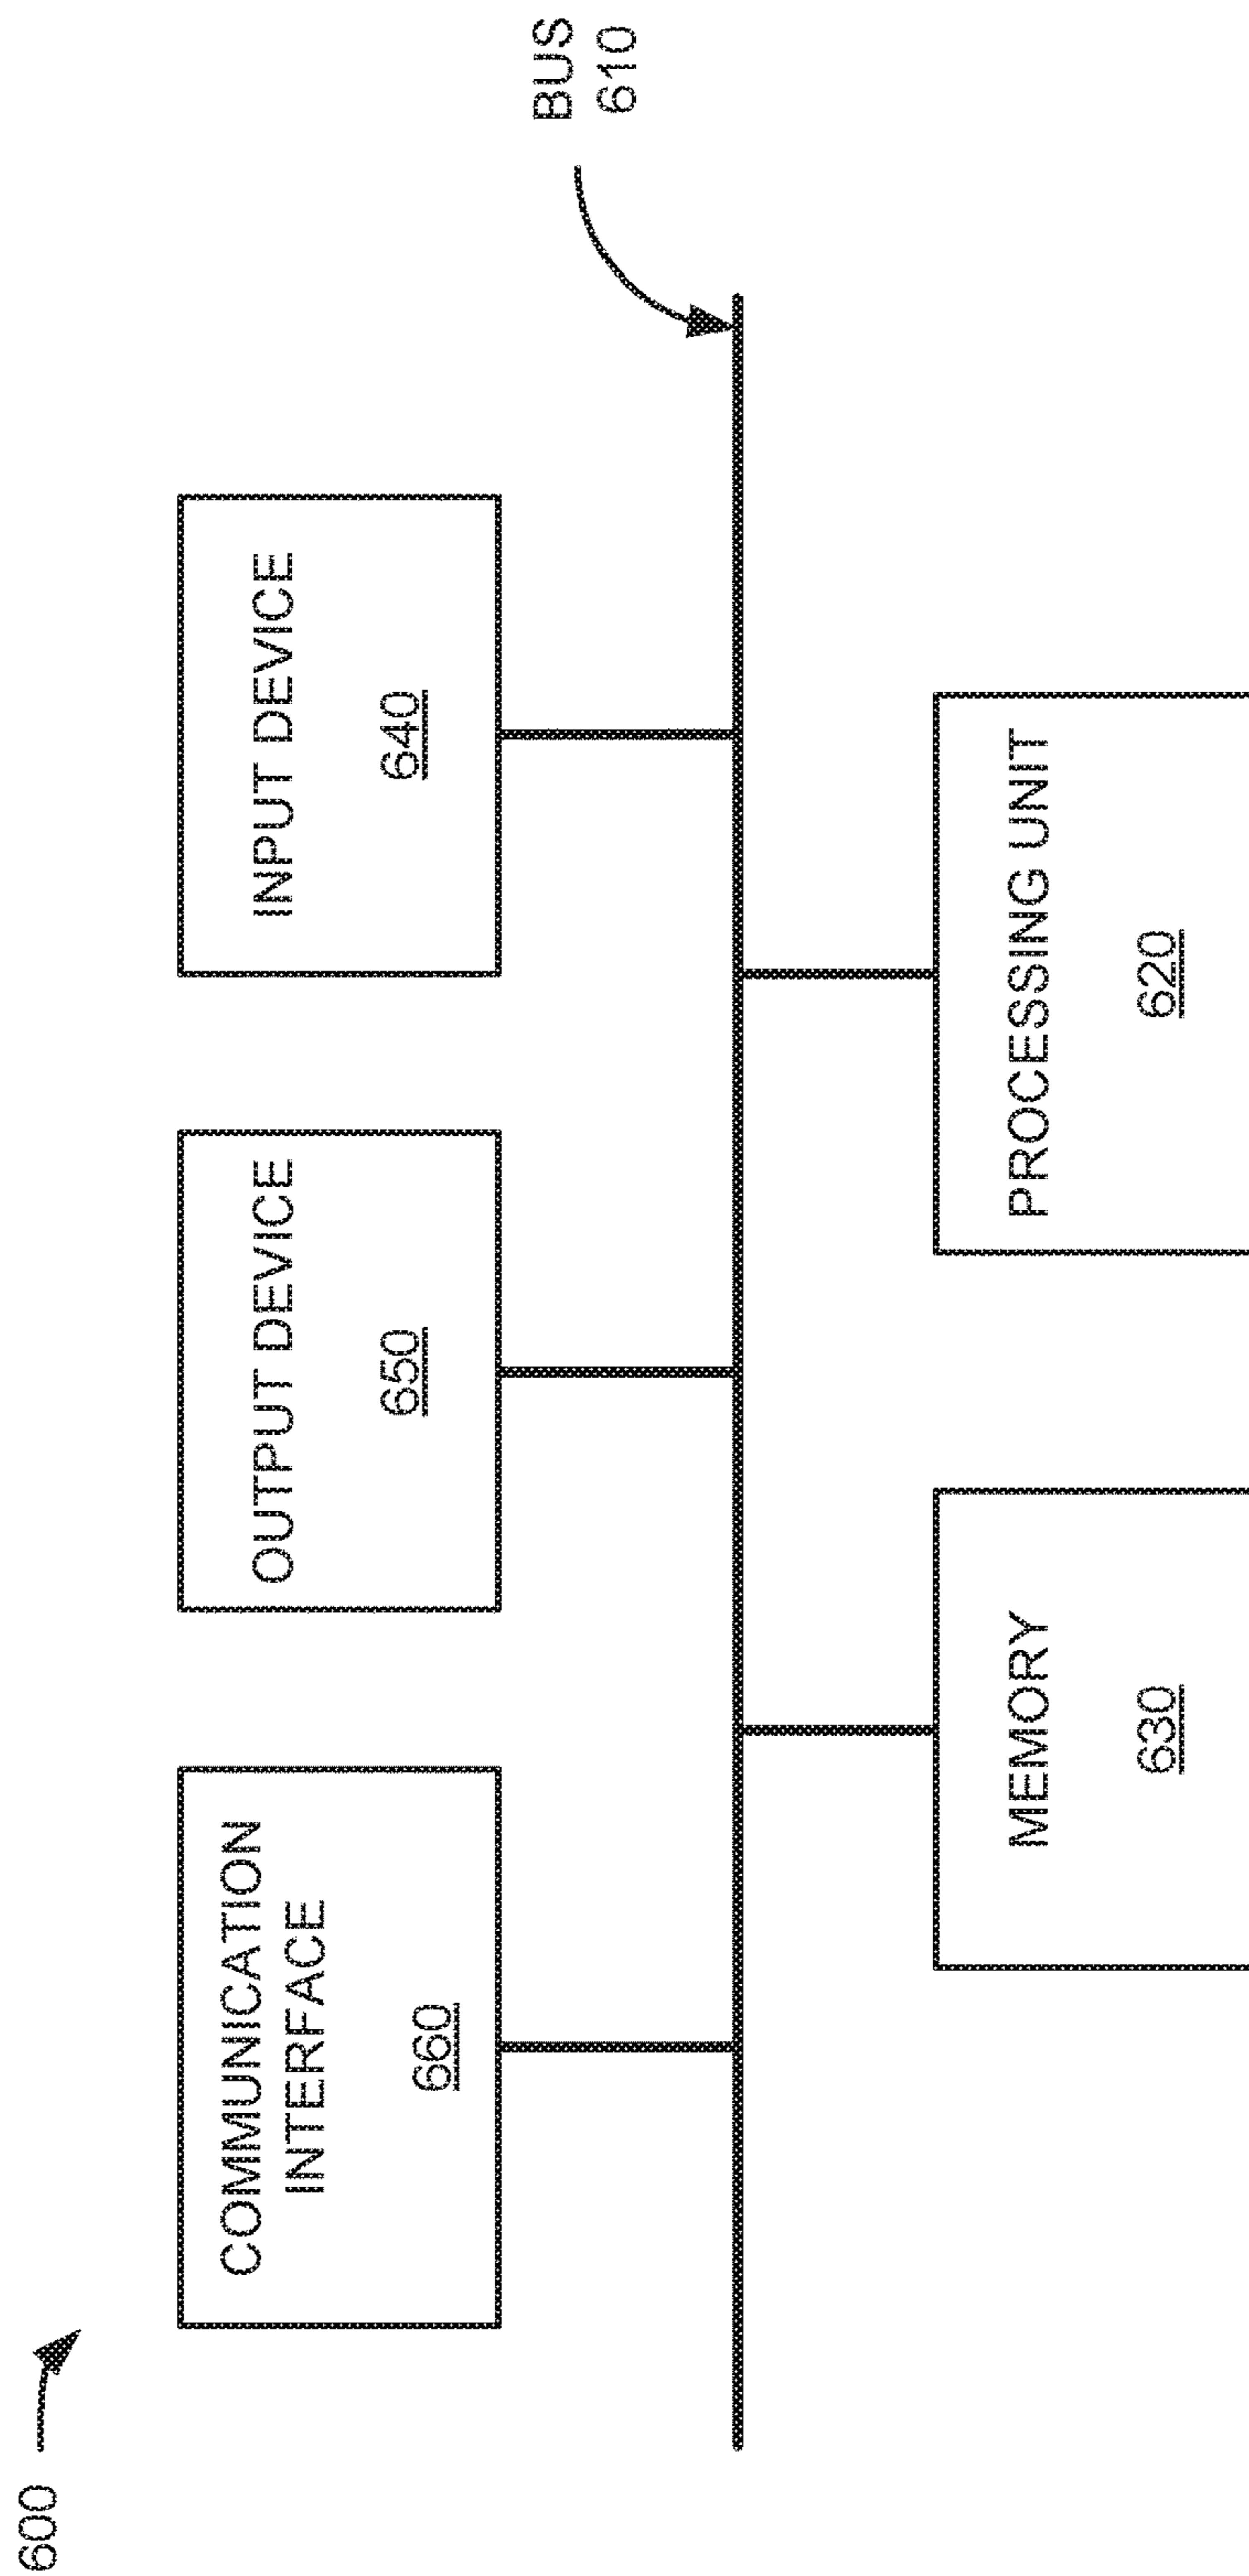 600
COMMUNICATION
INTERFACE
660
OUTPUT DEVICE
650
INPUT DEVICE
640
BUS
610
MEMORY
630
PROCESSING UNIT
620